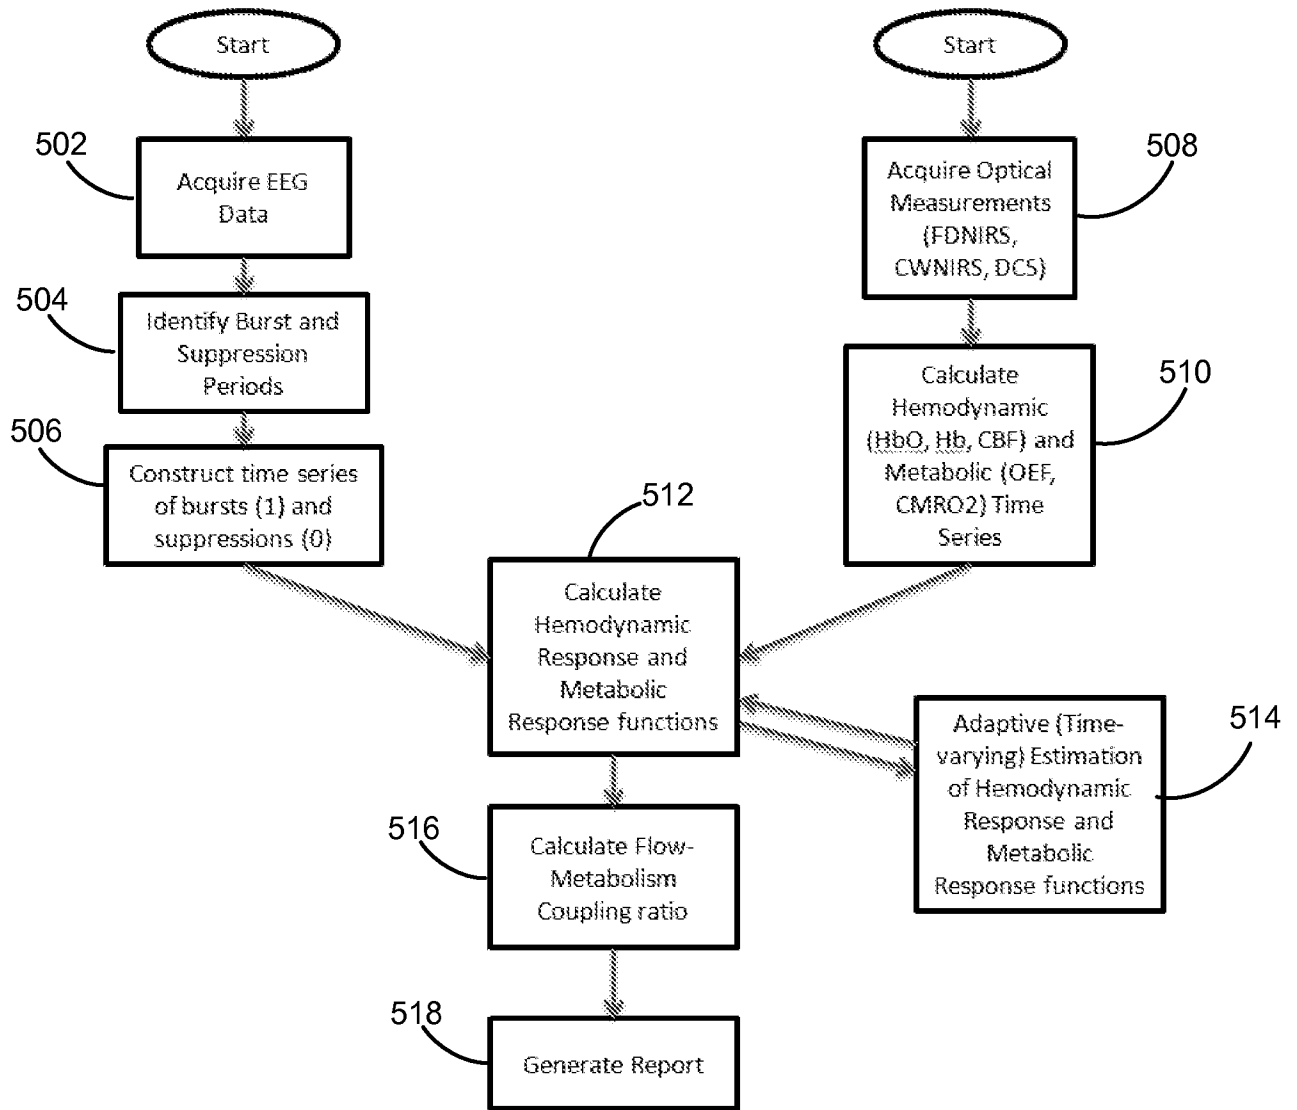 Start
502
Acquire EEG
Data
504
Identify Burst and
Suppression
Periods
506
Construct time series
of bursts (1) and
suppressions (0)
Start
508
Acquire Optical
Measurements
(FDNIRS,
CWNIRS, DCS)
510
Calculate
Hemodynamic
(HbO, Hb, CBF) and
Metabolic (OEF,
CMRO2) Time
Series
512
Calculate
Hemodynamic
Response and
Metabolic
Response functions
514
Adaptive (Time-
varying) Estimation
of Hemodynamic
Response and
Metabolic
Response functions
516
Calculate Flow-
Metabolism
Coupling ratio
518
Generate Report